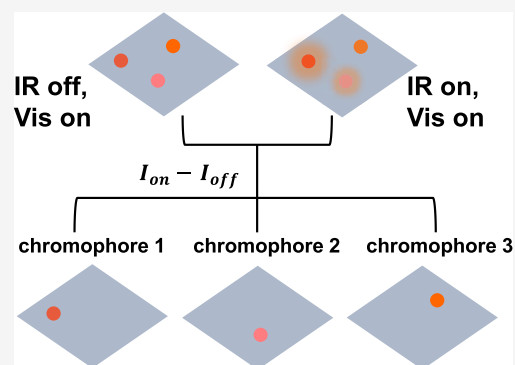 IR off,
Vis on
IR on,
Vis on
I_on − I_off
chromophore 1
chromophore 2
chromophore 3